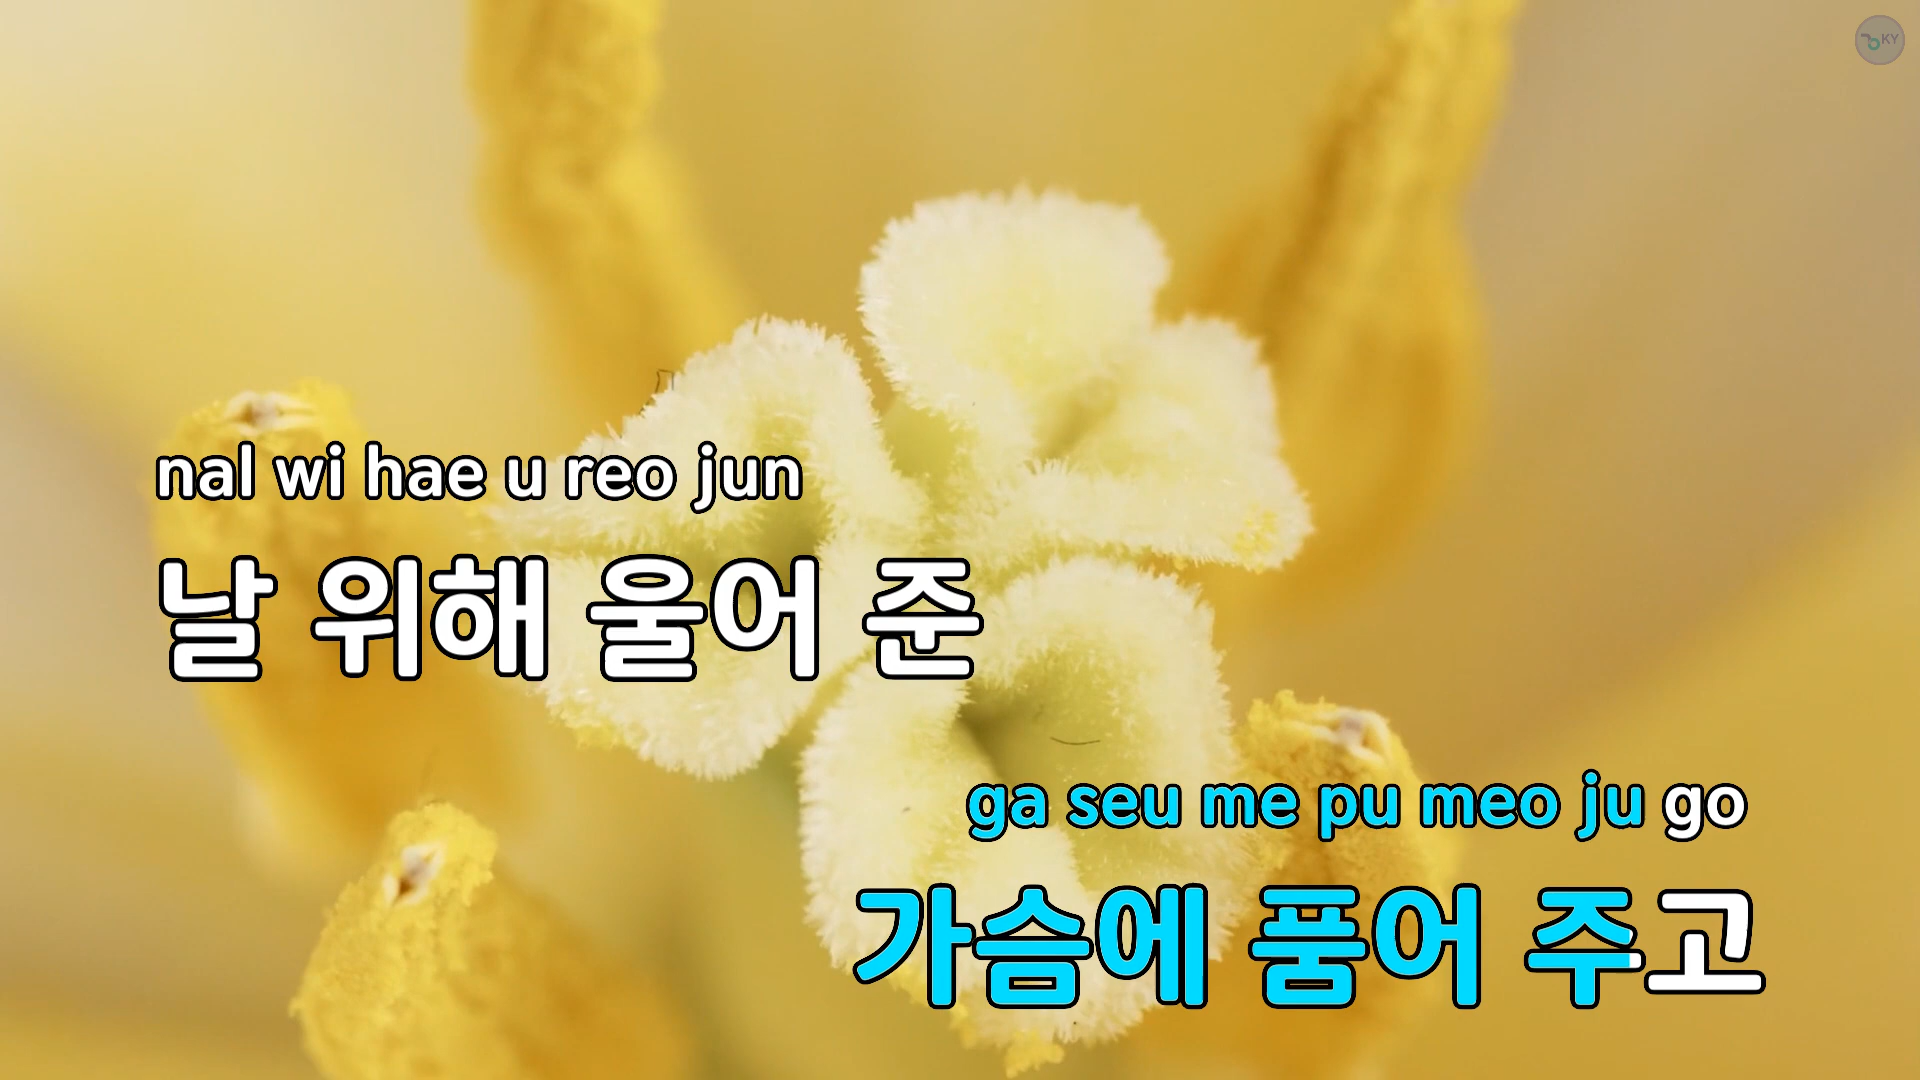 KY
nal wi hae u reo jun
날 위해 울어 준
ga seu me pu meo ju go
가슴에 품어 주고